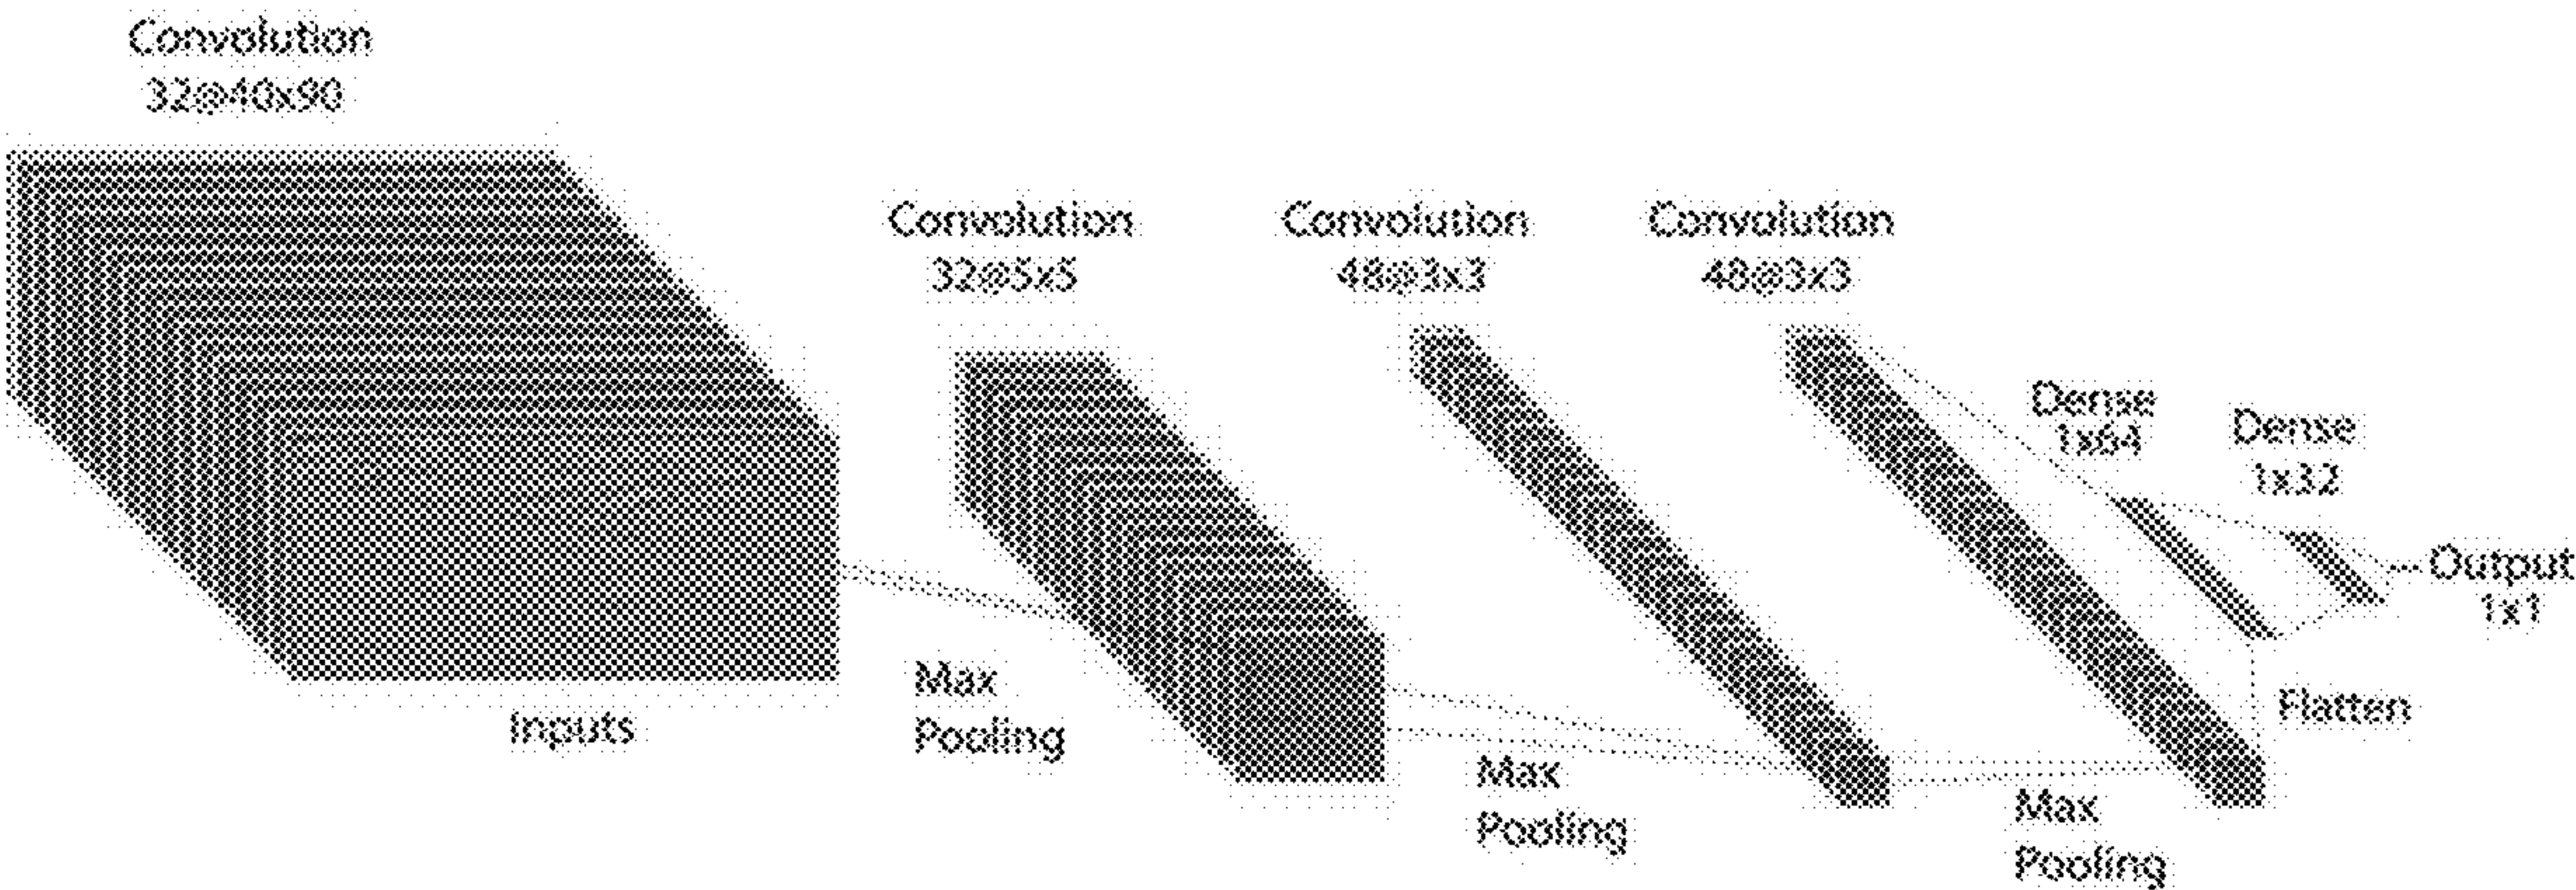 Convolution
32@40x90
Convolution
32@5x5
Convolution
48@3x3
Convolution
48@3x3
Dense
1x64
Dense
1x32
Output
1x1
Inputs
Max
Pooling
Max
Pooling
Max
Pooling
Flatten